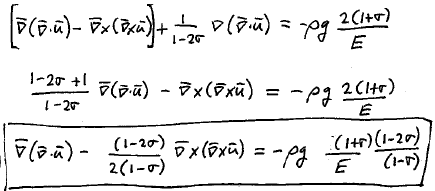 [∇̄(∇̄·ū) - ∇̄×(∇̄×ū)] + 1/(1-2σ) ∇(∇̄·ū) = -ρg 2(1+σ)/E
(1-2σ+1)/(1-2σ) ∇̄(∇̄·ū) - ∇̄×(∇̄×ū) = -ρg 2(1+σ)/E
∇̄(∇̄·ū) - (1-2σ)/(2(1-σ)) ∇̄×(∇̄×ū) = -ρg (1+σ)/E (1-2σ)/(1-σ)